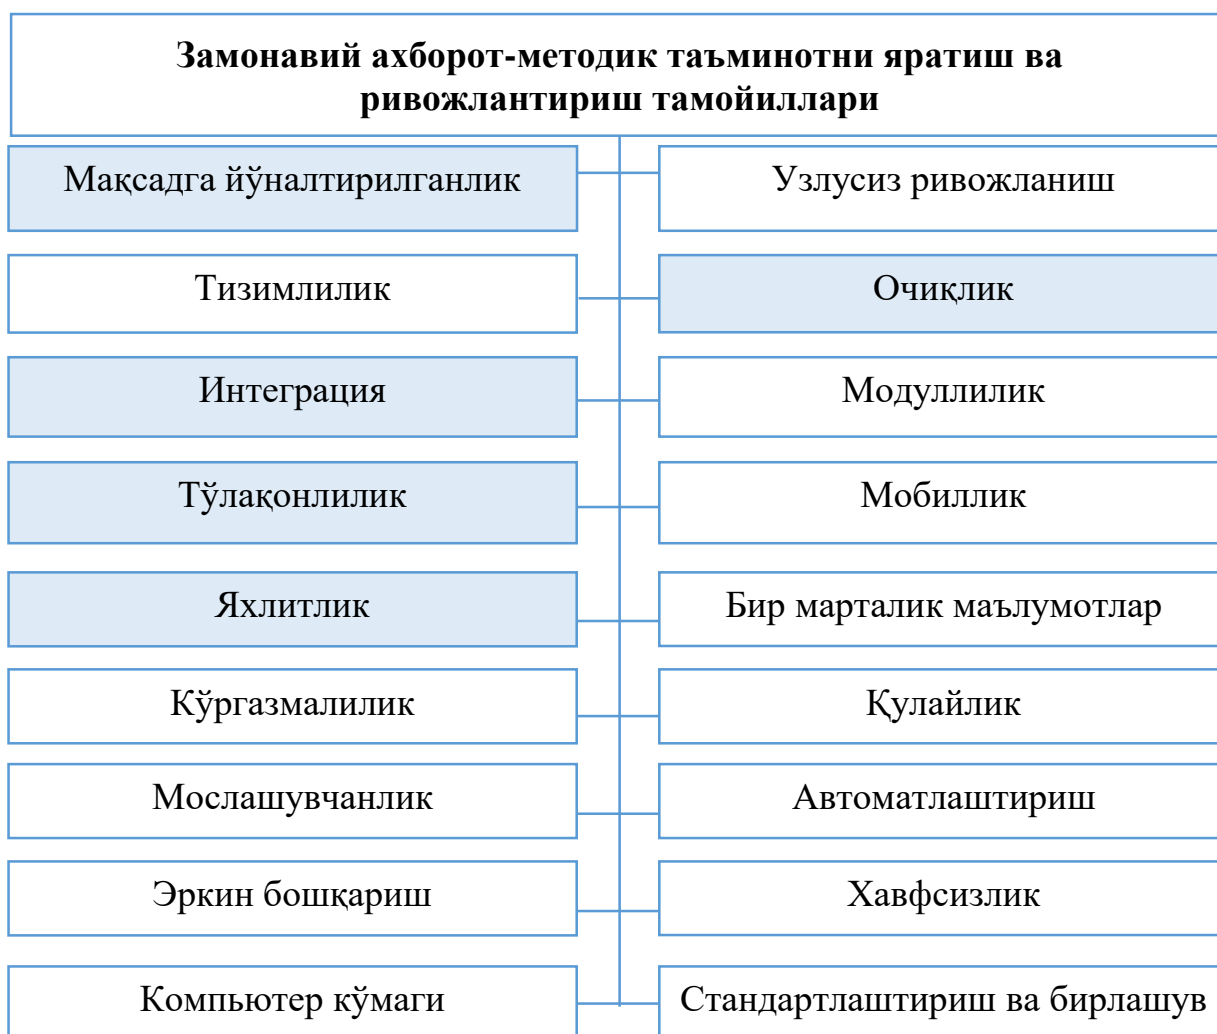 Замонавий ахборот-методик таъминотни яратиш ва
ривожлантириш тамойиллари
Мақсадга йўналтирилганлик
Узлусиз ривожланиш
Тизимлилик
Очиқлик
Интеграция
Модуллилик
Тўлақонлилик
Мобиллик
Яхлитлик
Бир марталик маълумотлар
Кўргазмалилик
Қулайлик
Мослашувчанлик
Автоматлаштириш
Эркин бошқариш
Хавфсизлик
Компьютер кўмаги
Стандартлаштириш ва бирлашув